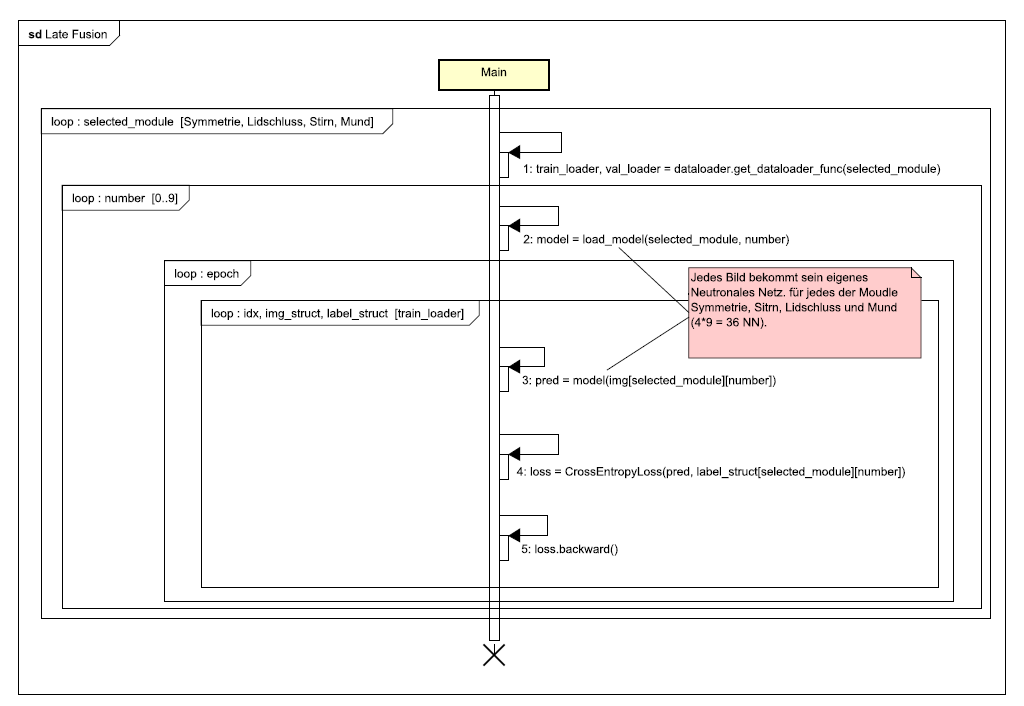 sd Late Fusion
Main
loop : selected_module [Symmetrie, Lidschluss, Stirn, Mund]
1: train_loader, val_loader = dataloader.get_dataloader_func(selected_module)
loop : number [0..9]
2: model = load_model(selected_module, number)
loop : epoch
Jedes Bild bekommt sein eigenes
Neutronales Netz. für jedes der Moudle
Symmetrie, Sitrn, Lidschluss und Mund
(4*9 = 36 NN).
loop : idx, img_struct, label_struct [train_loader]
3: pred = model(img[selected_module][number])
4: loss = CrossEntropyLoss(pred, label_struct[selected_module][number])
5: loss.backward()